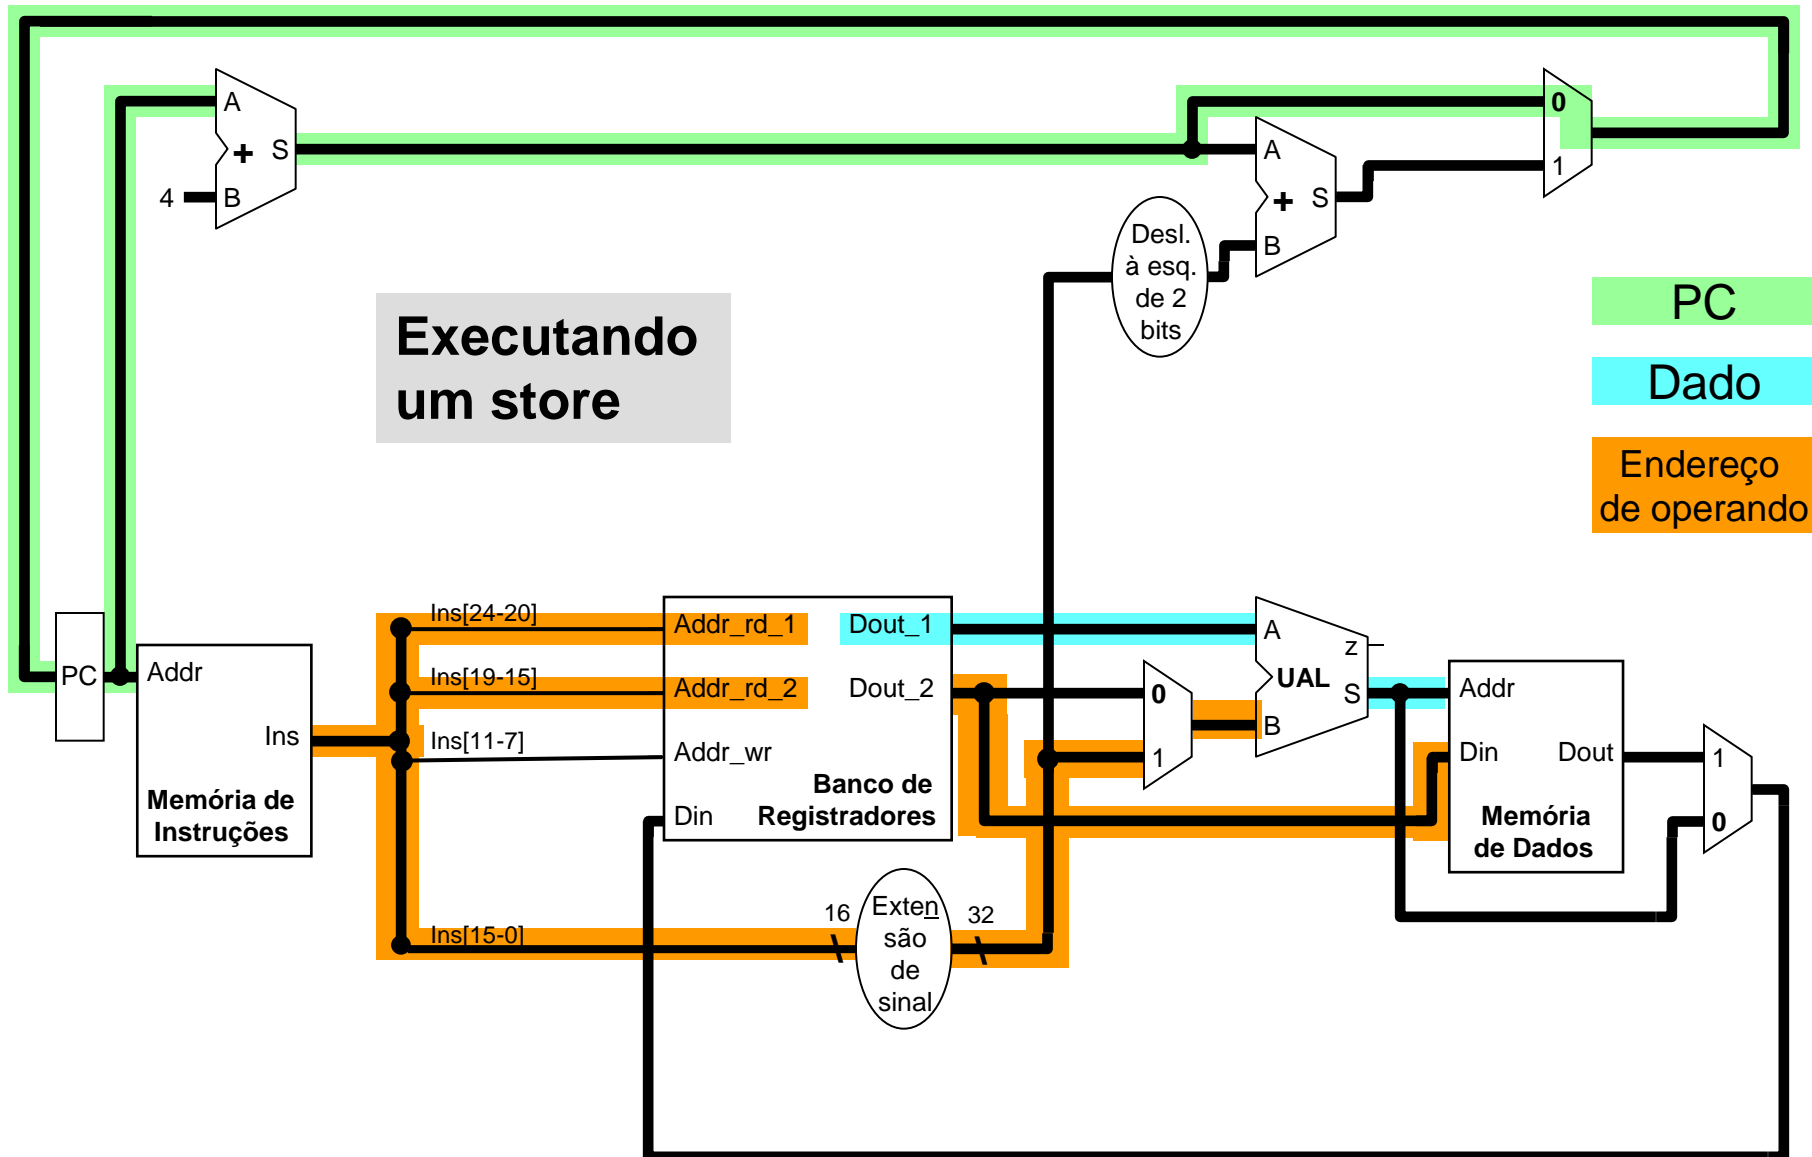 A
+
S
4
B
0
1
A
+
S
B
Desl.
à esq.
de 2
bits
Executando
um store
PC
Dado
Endereço
de operando
PC
Addr
Ins
Memória de
Instruções
Ins[24-20]
Ins[19-15]
Ins[11-7]
Ins[15-0]
Addr_rd_1
Dout_1
Addr_rd_2
Dout_2
Addr_wr
Banco de
Din
Registradores
16
Exten
são
de
sinal
32
0
1
A
z
UAL
S
B
Addr
Din
Dout
Memória
de Dados
1
0